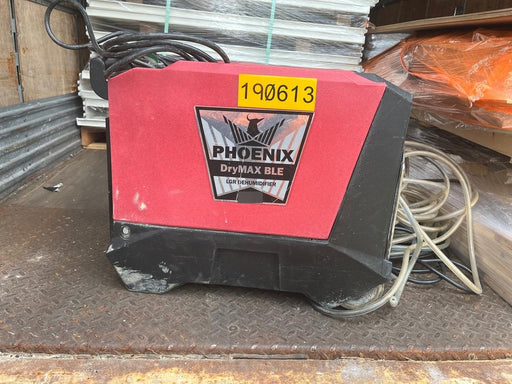 190613
PHOENIX
DryMAX BLE
LGR DEHUMIDIFIER